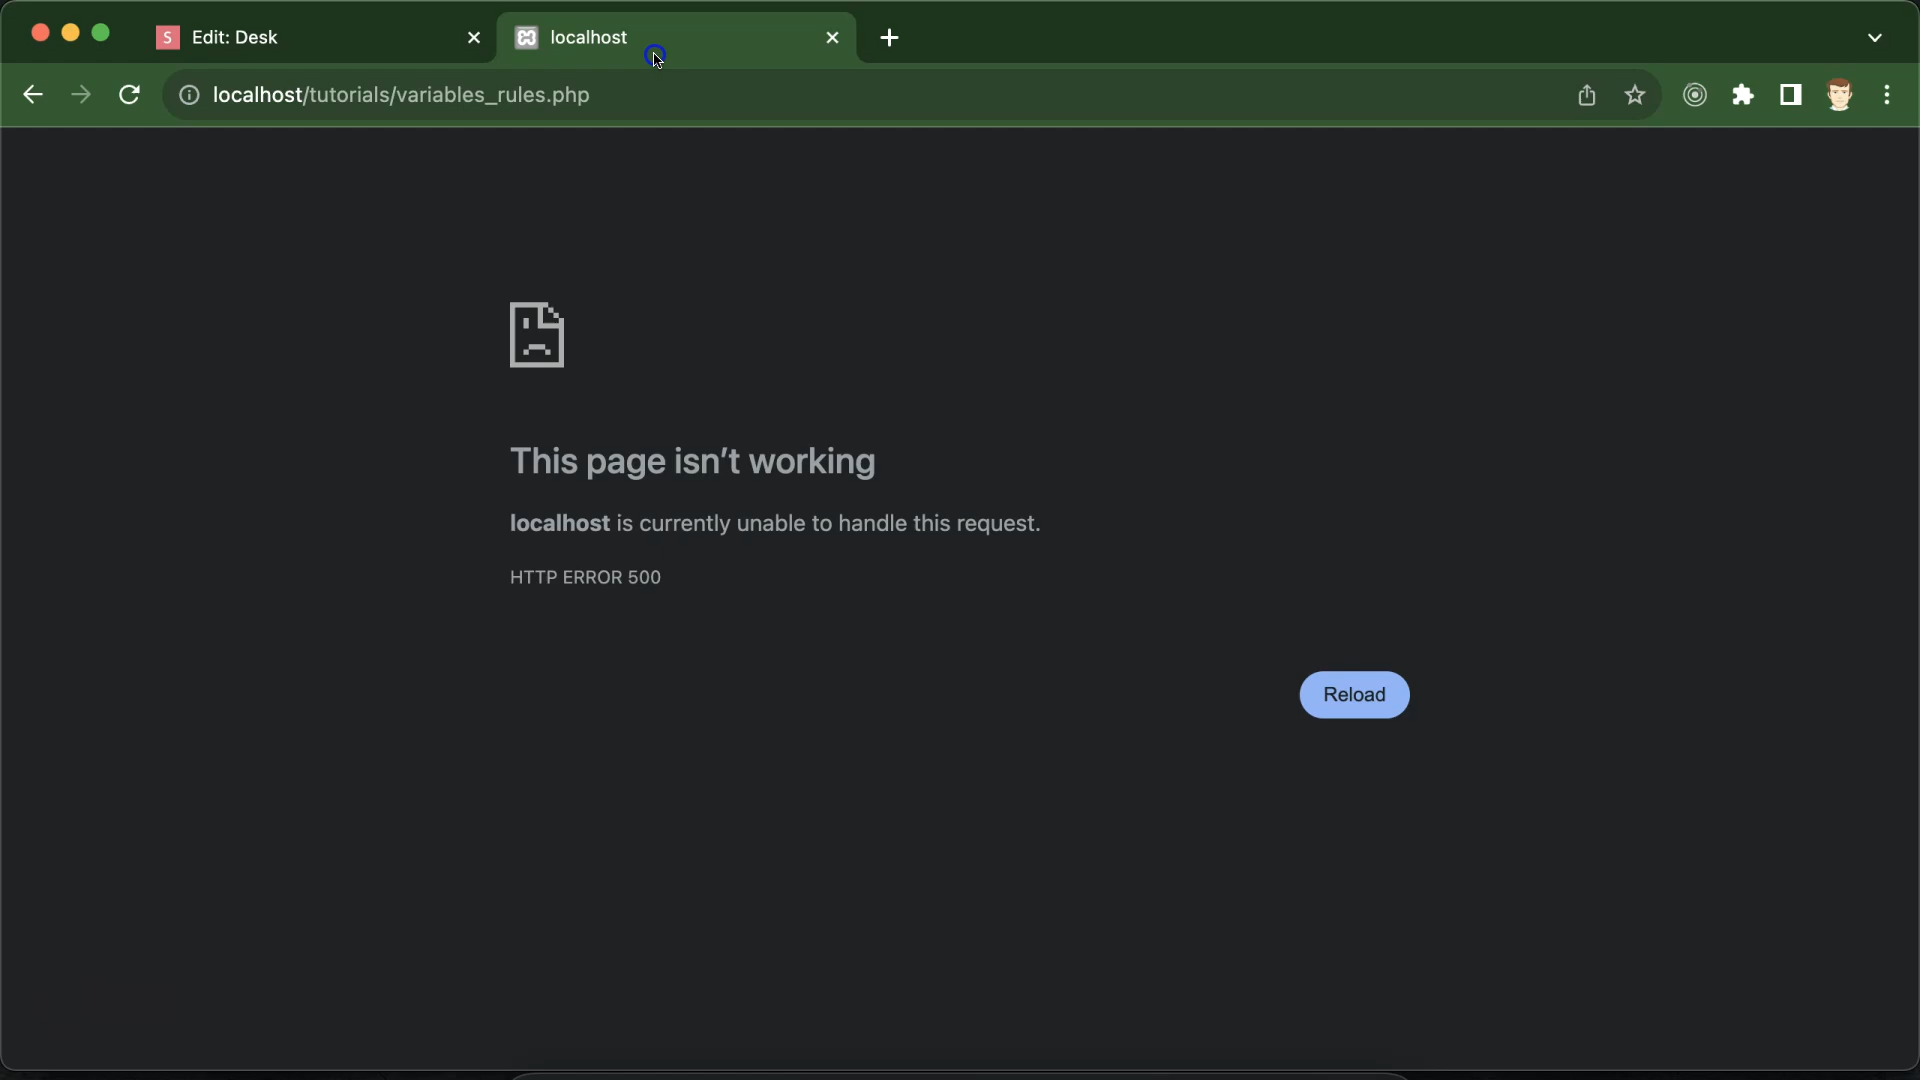 S Edit: Desk
localhost
localhost/tutorials/variables_rules.php
This page isn’t working
localhost is currently unable to handle this request.
HTTP ERROR 500
Reload